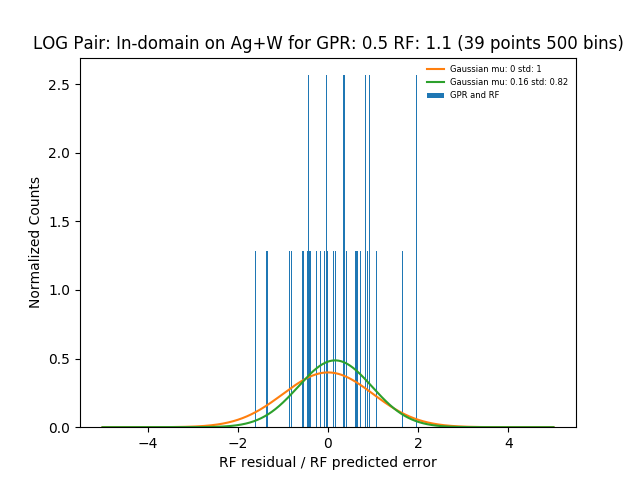 LOG Pair: In-domain on Ag+W for GPR: 0.5 RF: 1.1 (39 points 500 bins)
Gaussian mu: 0 std: 1
Gaussian mu: 0.16 std: 0.82
GPR and RF
Normalized Counts
2.5
2.0
1.5
1.0
0.5
0.0
−4
−2
0
2
4
RF residual / RF predicted error